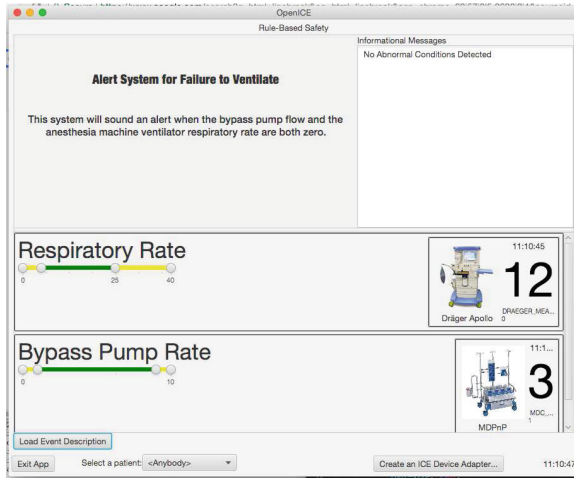 OpenICE
Rule-Based Safety
Informational Messages
Alert System for Failure to Ventilate
No Abnormal Conditions Detected
This system will sound an alert when the bypass pump flow and the
anesthesia machine ventilator respiratory rate are both zero.
Respiratory Rate
0 25 40
11:10:45
12
Dräger Apollo
DRAEGER_MEA...
0
Bypass Pump Rate
0 10
11:1...
3
MDPnP
MDC_...
1
Load Event Description
Exit App
Select a patient: <Anybody>
Create an ICE Device Adapter...
11:10:47